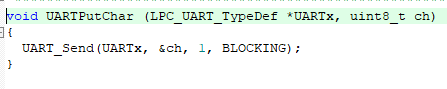 void UARTPutChar (LPC_UART_TypeDef *UARTx, uint8_t ch)
{
  UART_Send(UARTx, &ch, 1, BLOCKING);
}